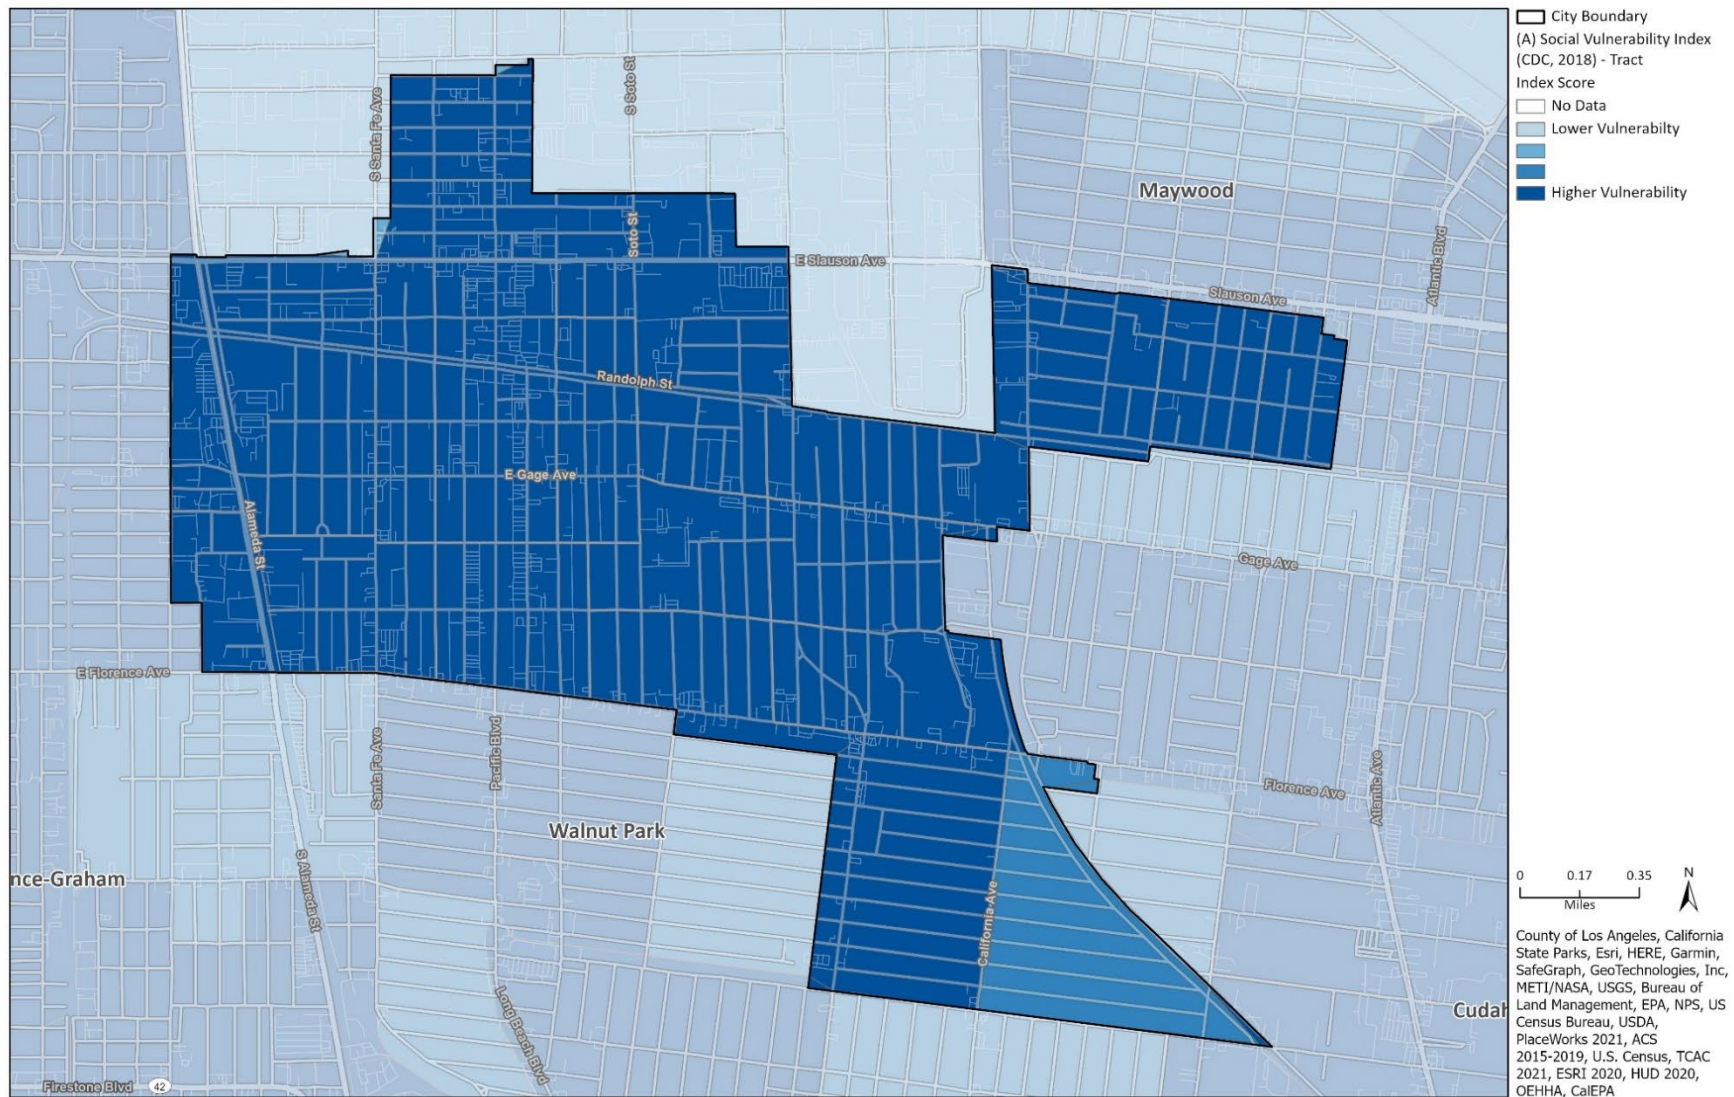 City Boundary
(A) Social Vulnerability Index
(CDC, 2018) - Tract
Index Score
No Data
Lower Vulnerabilty
Higher Vulnerability
S Santa Fe Ave
S Soto St
Maywood
Soto St
E Slauson Ave
Slauson Ave
Atlantic Blvd
Randolph St
E Gage Ave
Alameda St
Gage Ave
E Florence Ave
Santa Fe Ave
Pacific Blvd
Florence Ave
Atlantic Ave
Walnut Park
nce-Graham
S Alameda St
California Ave
Long Beach Blvd
Cudah
Firestone Blvd
42
0 0.17 0.35
Miles
N
County of Los Angeles, California
State Parks, Esri, HERE, Garmin,
SafeGraph, GeoTechnologies, Inc,
METI/NASA, USGS, Bureau of
Land Management, EPA, NPS, US
Census Bureau, USDA,
PlaceWorks 2021, ACS
2015-2019, U.S. Census, TCAC
2021, ESRI 2020, HUD 2020,
OEHHA, CalEPA